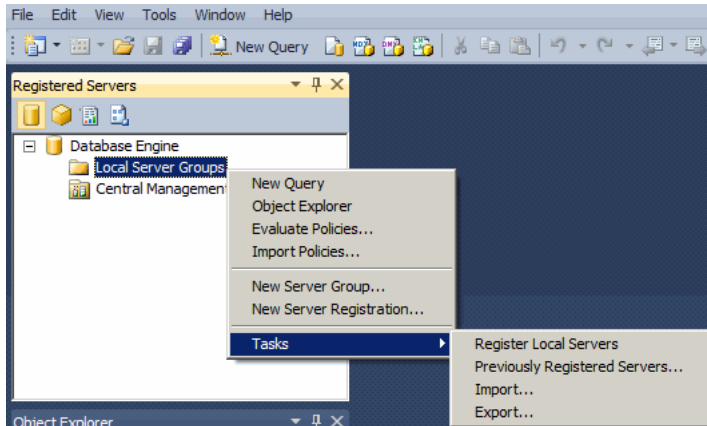 File Edit View Tools Window Help
New Query
Registered Servers
Database Engine
Local Server Groups
Central Management
New Query
Object Explorer
Evaluate Policies...
Import Policies...
New Server Group...
New Server Registration...
Tasks
Register Local Servers
Previously Registered Servers...
Import...
Export...
Object Explorer